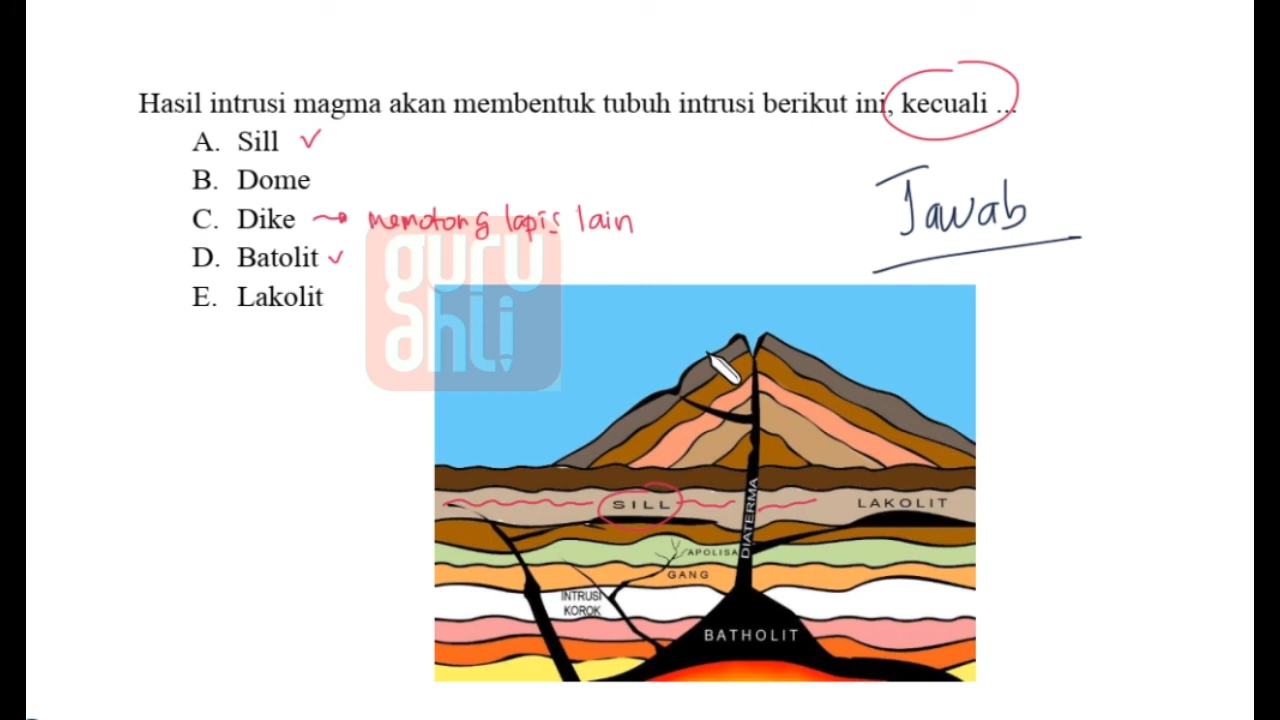 Hasil intrusi magma akan membentuk tubuh intrusi berikut ini, kecuali ...
A. Sill
B. Dome
C. Dike → memotong lapis lain
D. Batolit
E. Lakolit
Jawab
guru
ahli
SILL
LAKOLIT
DIATERMA
APOLISA
GANG
INTRUSI
KOROK
BATHOLIT